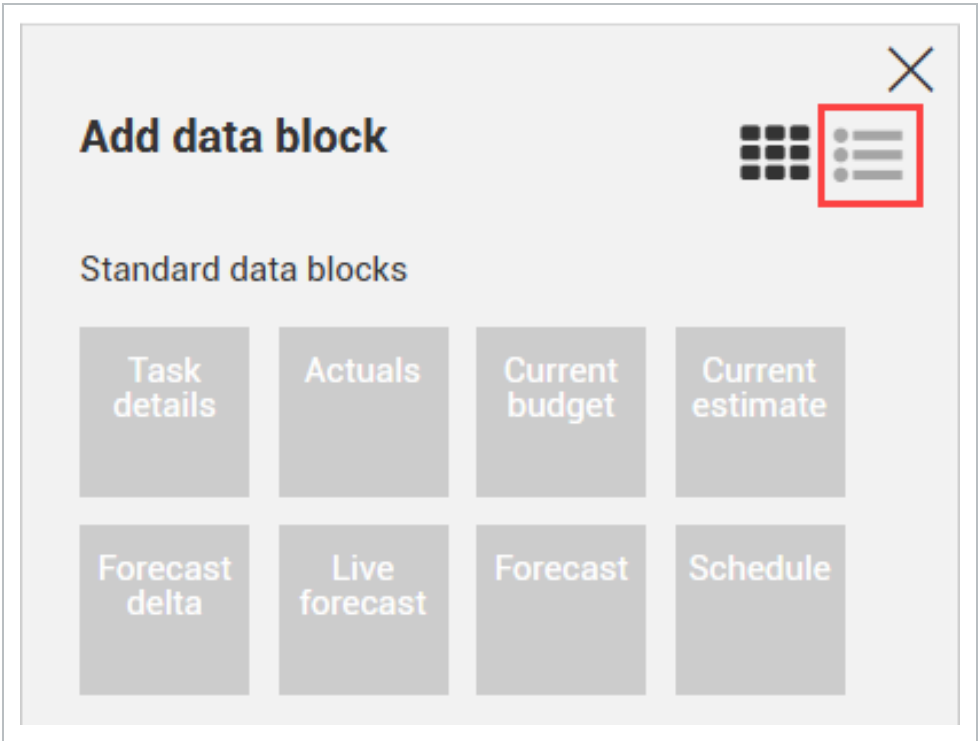 Add data block
Standard data blocks
Task
details
Actuals
Current
budget
Current
estimate
Forecast
delta
Live
forecast
Forecast
Schedule